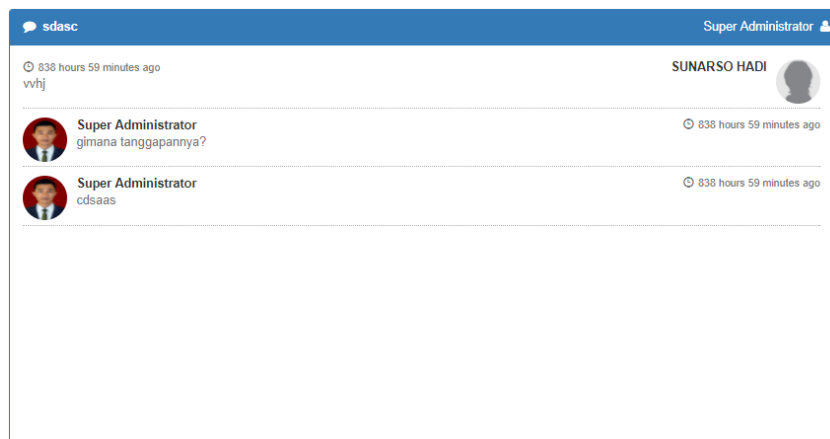 sdasc
Super Administrator
838 hours 59 minutes ago
SUNARSO HADI
vvhj
Super Administrator
838 hours 59 minutes ago
gimana tanggapannya?
Super Administrator
838 hours 59 minutes ago
cdsaas